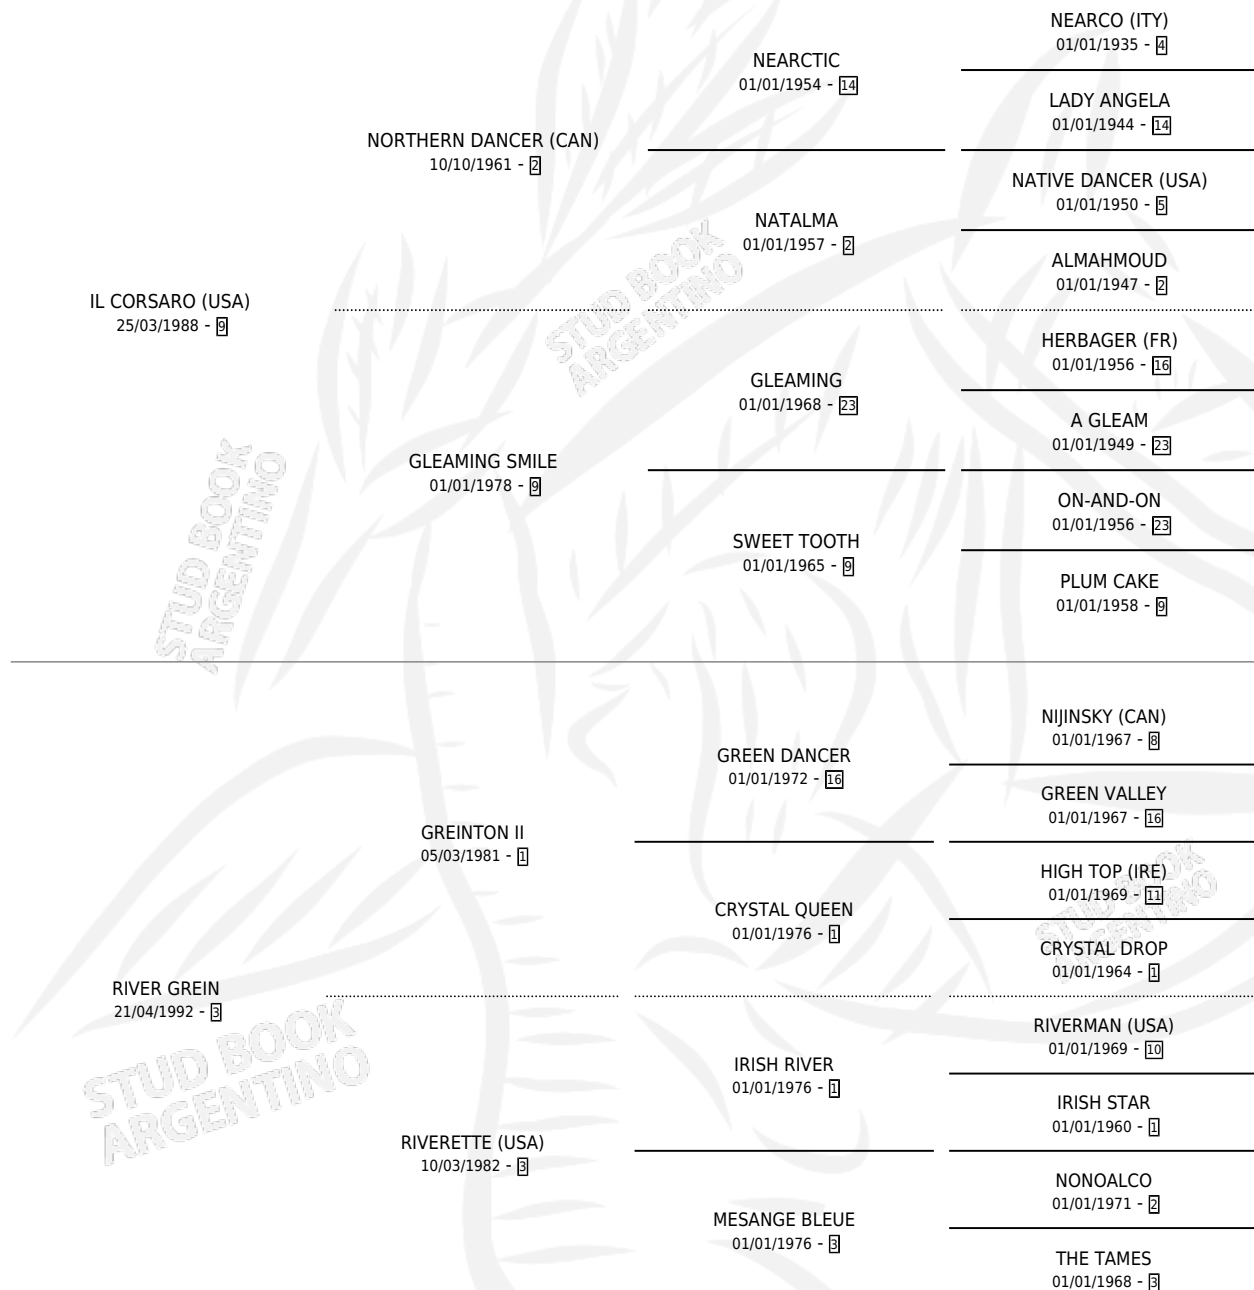 NEARCO (ITY)
01/01/1935 - 4
NEARCTIC
01/01/1954 - 14
LADY ANGELA
01/01/1944 - 14
NORTHERN DANCER (CAN)
10/10/1961 - 2
NATIVE DANCER (USA)
01/01/1950 - 5
NATALMA
01/01/1957 - 2
ALMAHMOUD
01/01/1947 - 2
IL CORSARO (USA)
25/03/1988 - 9
HERBAGER (FR)
01/01/1956 - 16
GLEAMING
01/01/1968 - 23
A GLEAM
01/01/1949 - 23
GLEAMING SMILE
01/01/1978 - 9
ON-AND-ON
01/01/1956 - 23
SWEET TOOTH
01/01/1965 - 9
PLUM CAKE
01/01/1958 - 9
NIJINSKY (CAN)
01/01/1967 - 8
GREEN DANCER
01/01/1972 - 16
GREEN VALLEY
01/01/1967 - 16
GREINTON II
05/03/1981 - 1
HIGH TOP (IRE)
01/01/1969 - 11
CRYSTAL QUEEN
01/01/1976 - 1
CRYSTAL DROP
01/01/1964 - 1
RIVER GREIN
21/04/1992 - 3
RIVERMAN (USA)
01/01/1969 - 10
IRISH RIVER
01/01/1976 - 1
IRISH STAR
01/01/1960 - 1
RIVERETTE (USA)
10/03/1982 - 3
NONOALCO
01/01/1971 - 2
MESANGE BLEUE
01/01/1976 - 3
THE TAMES
01/01/1968 - 3
STUD BOOK
ARGENTINO
STUD BOOK
ARGENTINO
STUD BOOK
ARGENTINO
STUD BOOK
ARGENTINO